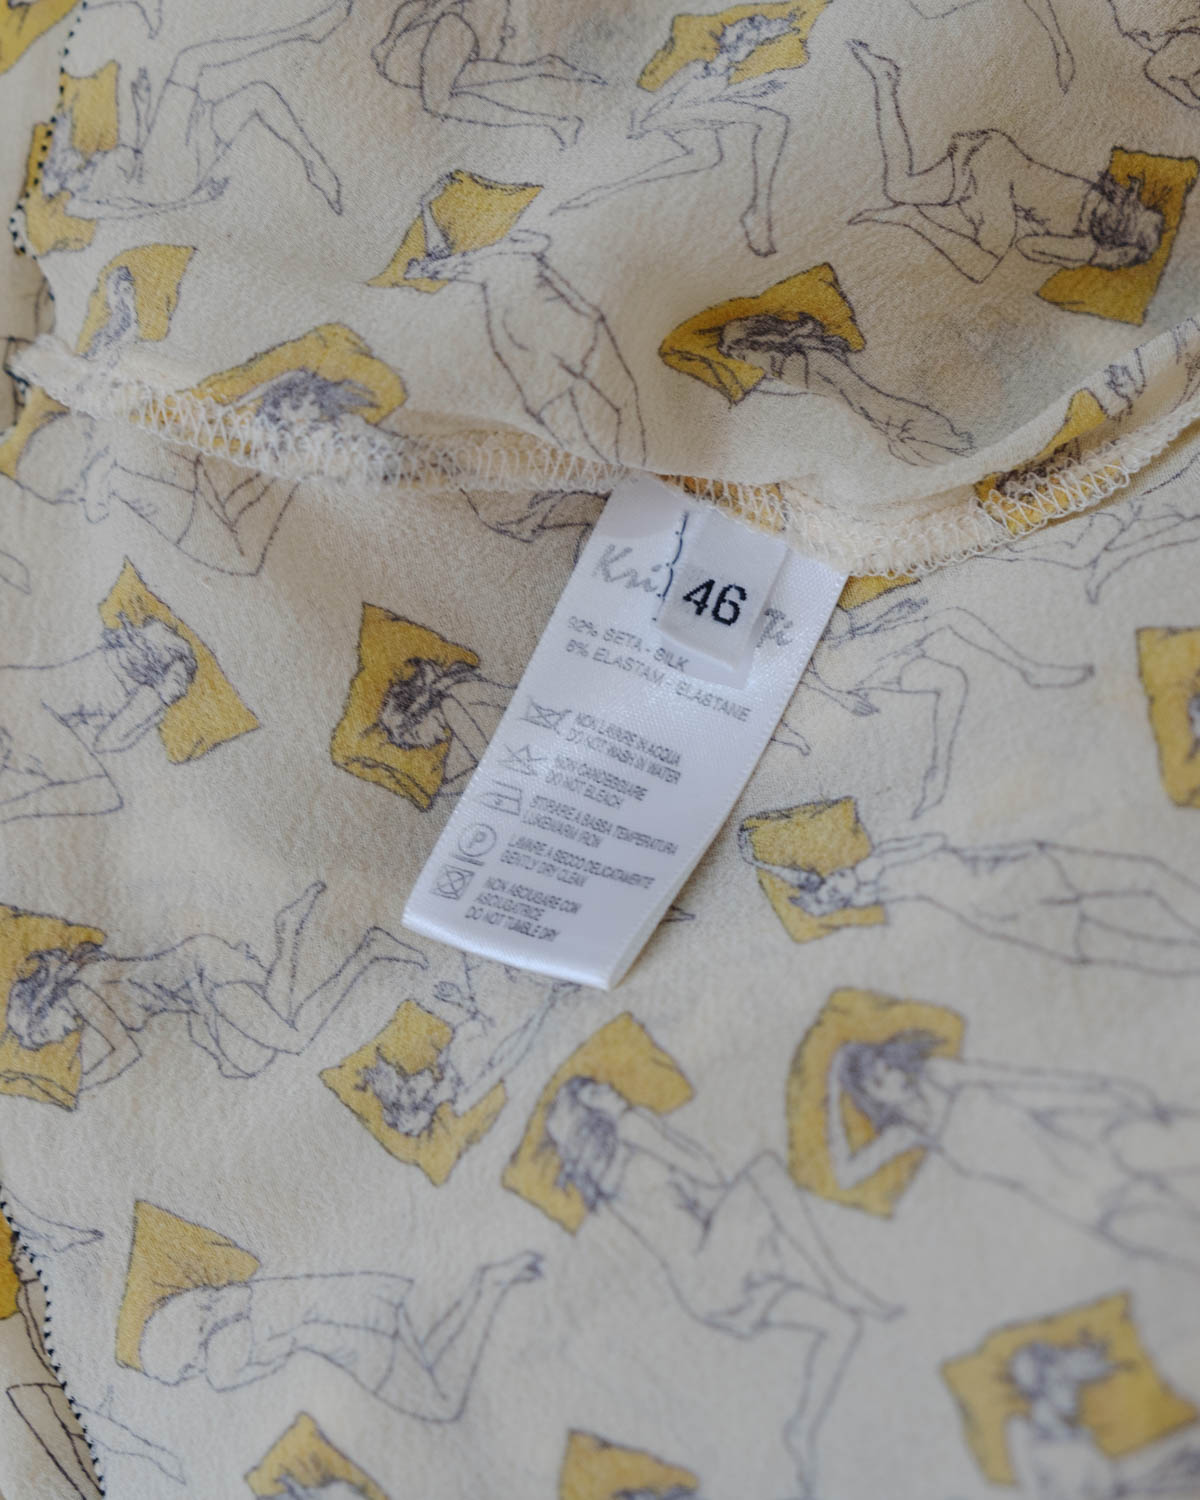 46
92% SETA - SILK
8% ELASTAM - ELASTANE
NON LAVARE IN ACQUA
DO NOT WASH IN WATER
NON CANDEGGIARE
DO NOT BLEACH
STIRARE A BASSA TEMPERATURA
LUKEWARM IRON
P
LAVARE A SECCO DELICATAMENTE
GENTLY DRY CLEAN
NON ASCIUGARE CON
ASCIUGATRICE
DO NOT TUMBLE DRY